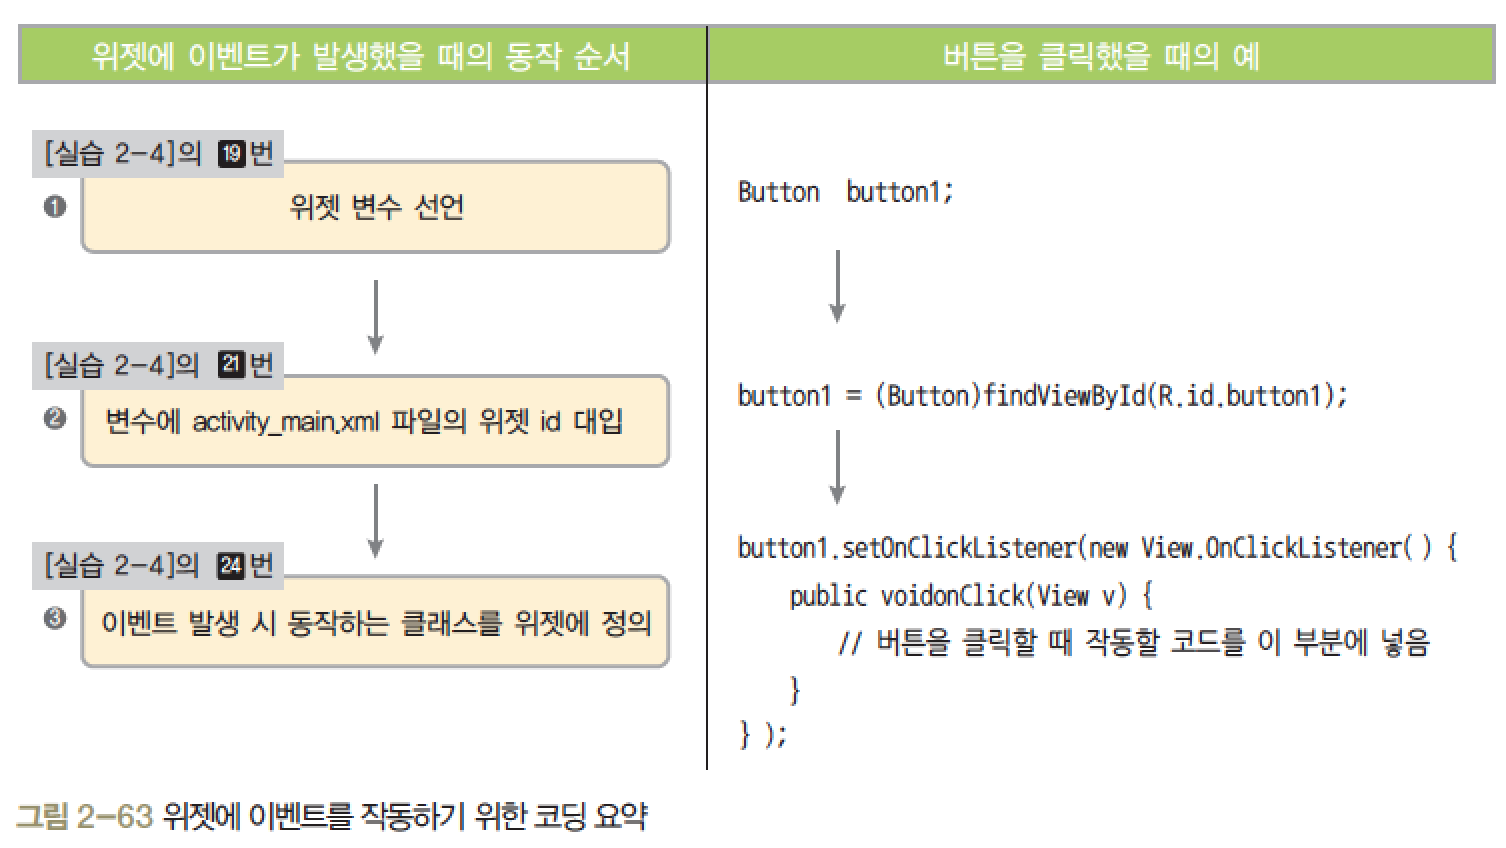 위젯에 이벤트가 발생했을 때의 동작 순서
버튼을 클릭했을 때의 예
[실습 2-4]의 19번
❶ 위젯 변수 선언
Button button1;
[실습 2-4]의 21번
❷ 변수에 activity_main.xml 파일의 위젯 id 대입
button1 = (Button)findViewById(R.id.button1);
[실습 2-4]의 24번
❸ 이벤트 발생 시 동작하는 클래스를 위젯에 정의
button1.setOnClickListener(new View.OnClickListener( ) {
public voidonClick(View v) {
// 버튼을 클릭할 때 작동할 코드를 이 부분에 넣음
}
} );
그림 2-63 위젯에 이벤트를 작동하기 위한 코딩 요약